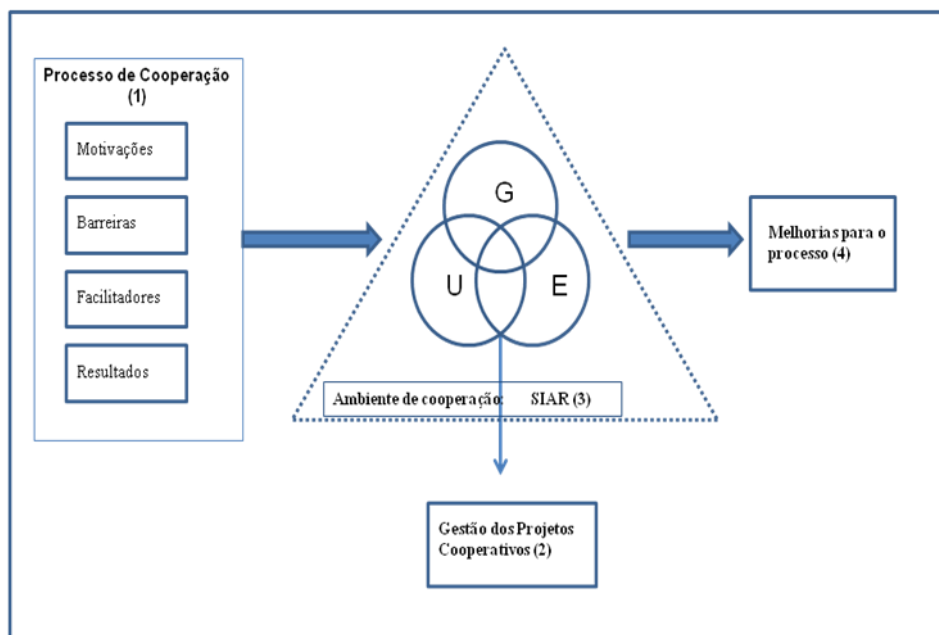 Processo de Cooperação
(1)
Motivações
Barreiras
Facilitadores
Resultados
G
U
E
Ambiente de cooperação: SIAR (3)
Melhorias para o
processo (4)
Gestão dos Projetos
Cooperativos (2)